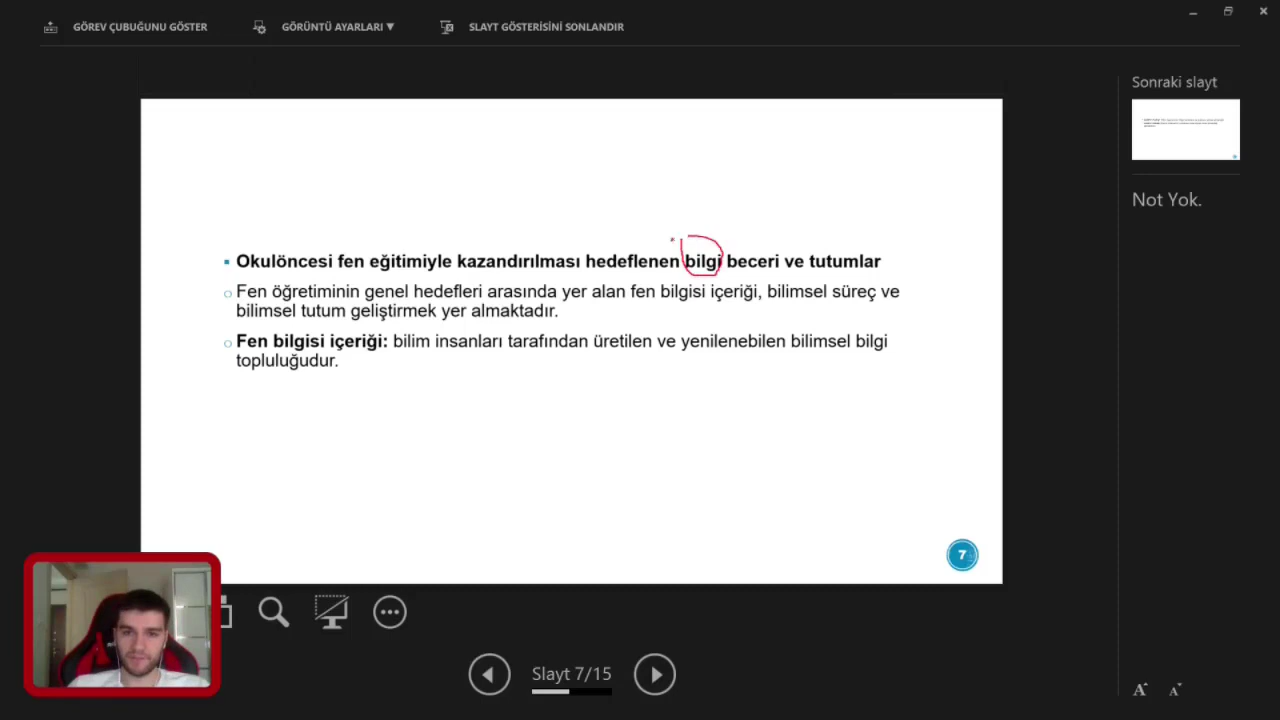 GÖREV ÇUBUĞUNU GÖSTER
GÖRÜNTÜ AYARLARI ▼
SLAYT GÖSTERİSİNİ SONLANDIR
Sonraki slayt
Not Yok.
▪ Okulöncesi fen eğitimiyle kazandırılması hedeflenen bilgi beceri ve tutumlar
o Fen öğretiminin genel hedefleri arasında yer alan fen bilgisi içeriği, bilimsel süreç ve
bilimsel tutum geliştirmek yer almaktadır.
o Fen bilgisi içeriği: bilim insanları tarafından üretilen ve yenilenebilen bilimsel bilgi
topluluğudur.
7
Slayt 7/15
A A